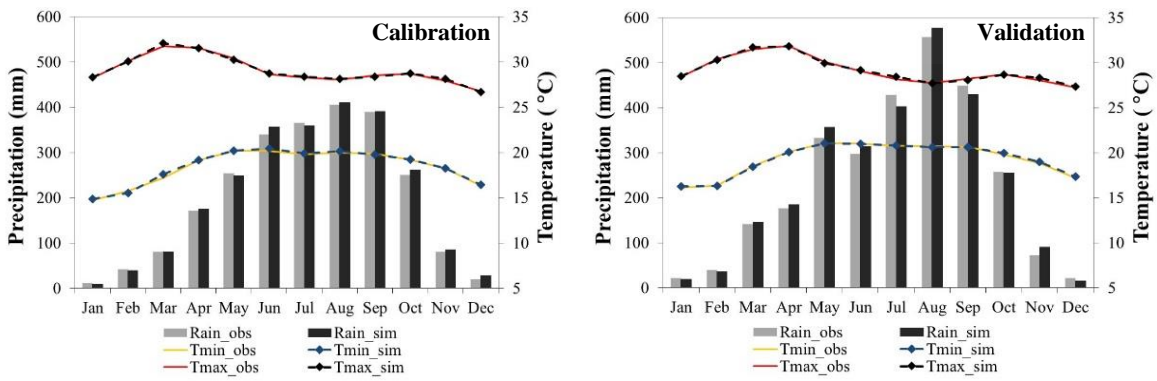 Calibration
Precipitation (mm)
600
500
400
300
200
100
0
35
30
25
20
15
10
5
Temperature ( °C)
Jan Feb Mar Apr May Jun Jul Aug Sep Oct Nov Dec
Rain_obs Rain_sim
Tmin_obs Tmin_sim
Tmax_obs Tmax_sim
Validation
Precipitation (mm)
600
500
400
300
200
100
0
35
30
25
20
15
10
5
Temperature ( °C)
Jan Feb Mar Apr May Jun Jul Aug Sep Oct Nov Dec
Rain_obs Rain_sim
Tmin_obs Tmin_sim
Tmax_obs Tmax_sim